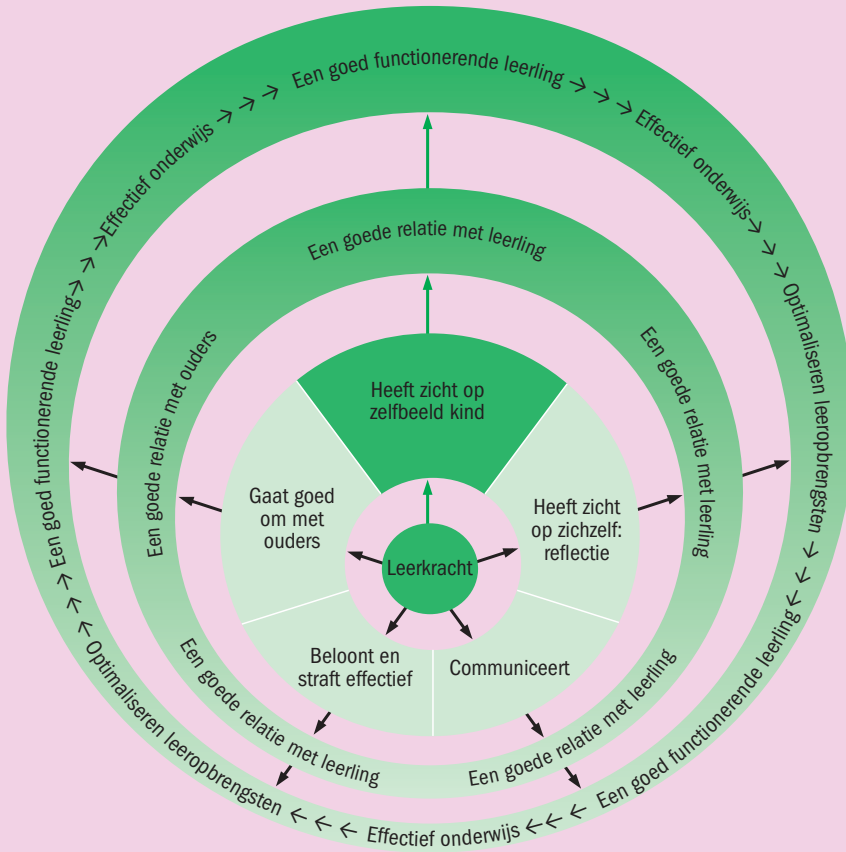 Een goed functionerende leerling → → →
Effectief onderwijs → → →
Optimaliseren leeropbrengsten → → →
Een goed functionerende leerling → → →
Effectief onderwijs → → →
Optimaliseren leeropbrengsten → → →
Een goed functionerende leerling → → →
Effectief onderwijs → → →
Een goede relatie met leerling
Een goede relatie met leerling
Een goede relatie met leerling
Een goede relatie met leerling
Een goede relatie met ouders
Heeft zicht op
zelfbeeld kind
Heeft zicht
op zichzelf:
reflectie
Communiceert
Beloont en
straft effectief
Gaat goed
om met
ouders
Leerkracht